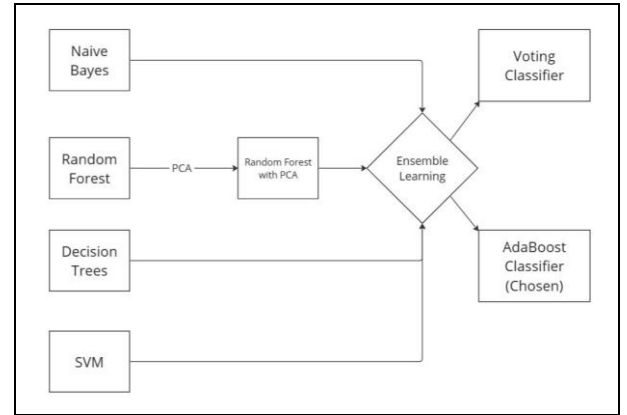 Naive
Bayes
Voting
Classifier
Random
Forest
PCA
Random Forest
with PCA
Ensemble
Learning
Decision
Trees
AdaBoost
Classifier
(Chosen)
SVM